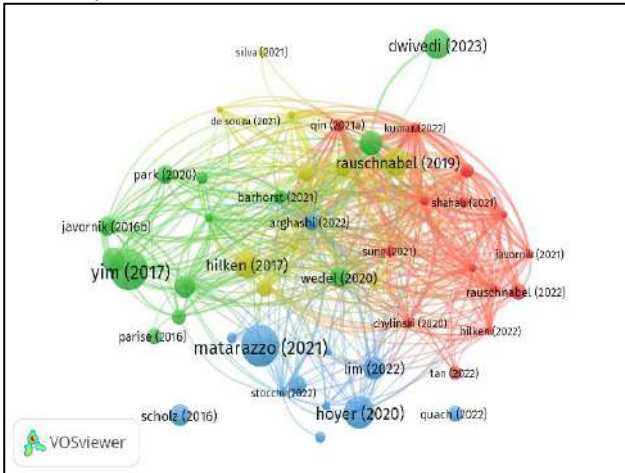 dwivedi (2023)
silva (2021)
de souza (2021)
qin (2021a)
kumar (2022)
rauschnabel (2019)
park (2020)
barhorst (2021)
shahab (2021)
javornik (2016b)
arghashi (2022)
sung (2021)
javornik (2021)
yim (2017)
hilken (2017)
wedel (2020)
rauschnabel (2022)
parise (2016)
chylinski (2020)
hilken (2022)
matarazzo (2021)
lim (2022)
tan (2022)
stocchi (2022)
scholz (2016)
hoyer (2020)
quach (2022)
VOSviewer